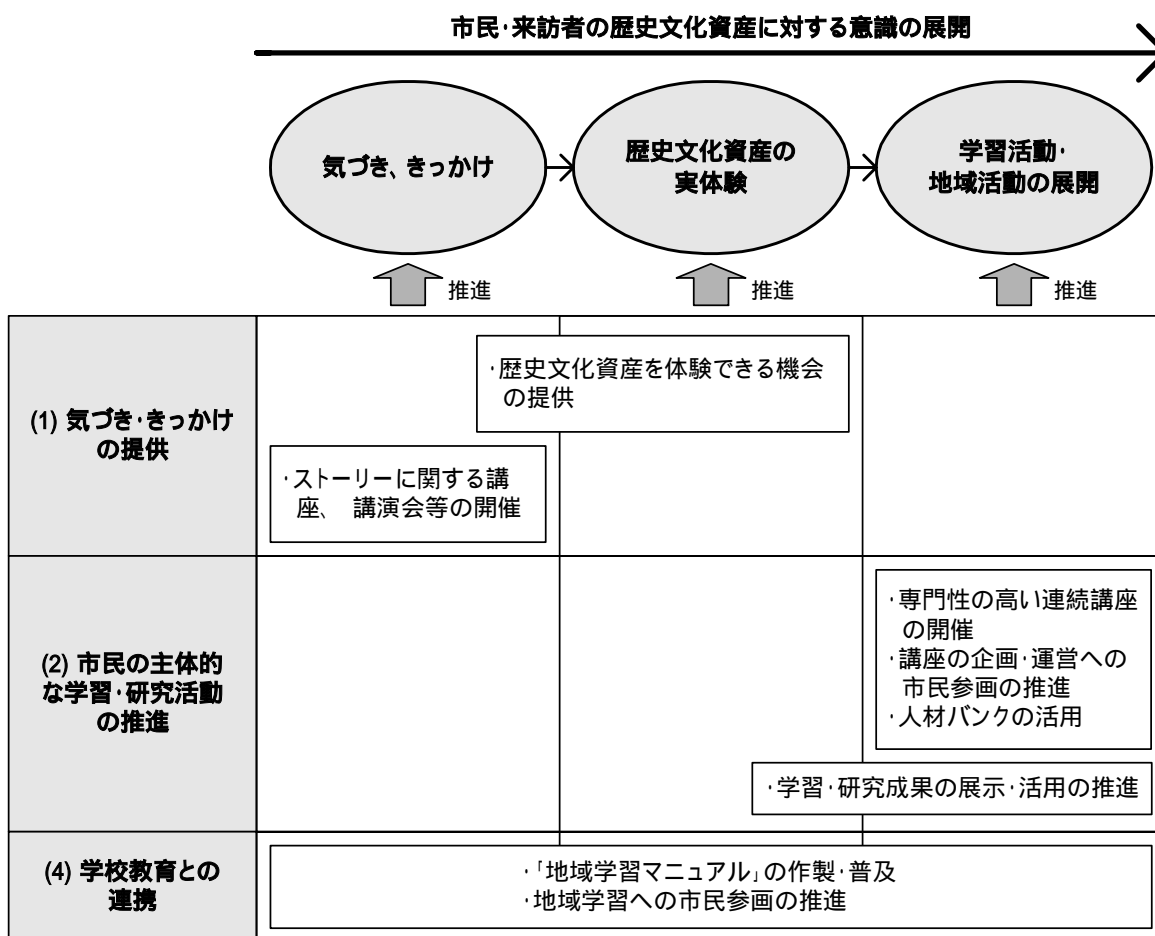 市民・来訪者の歴史文化資産に対する意識の展開
気づき、きっかけ
歴史文化資産の
実体験
学習活動・
地域活動の展開
推進
推進
推進
(1) 気づき・きっかけ
の提供
・歴史文化資産を体験できる機会
の提供
・ストーリーに関する講
座、 講演会等の開催
(2) 市民の主体的
な学習・研究活動
の推進
・専門性の高い連続講座
の開催
・講座の企画・運営への
市民参画の推進
・人材バンクの活用
・学習・研究成果の展示・活用の推進
(4) 学校教育との
連携
・「地域学習マニュアル」の作製・普及
・地域学習への市民参画の推進